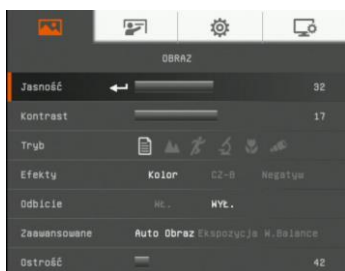 OBRAZ
Jasność 32
Kontrast 17
Tryb
Efekty Kolor CZ-B Negatyw
Odbicie WŁ. WYŁ.
Zaawansowane Auto Obraz Ekspozycja W.Balance
Ostrość 42